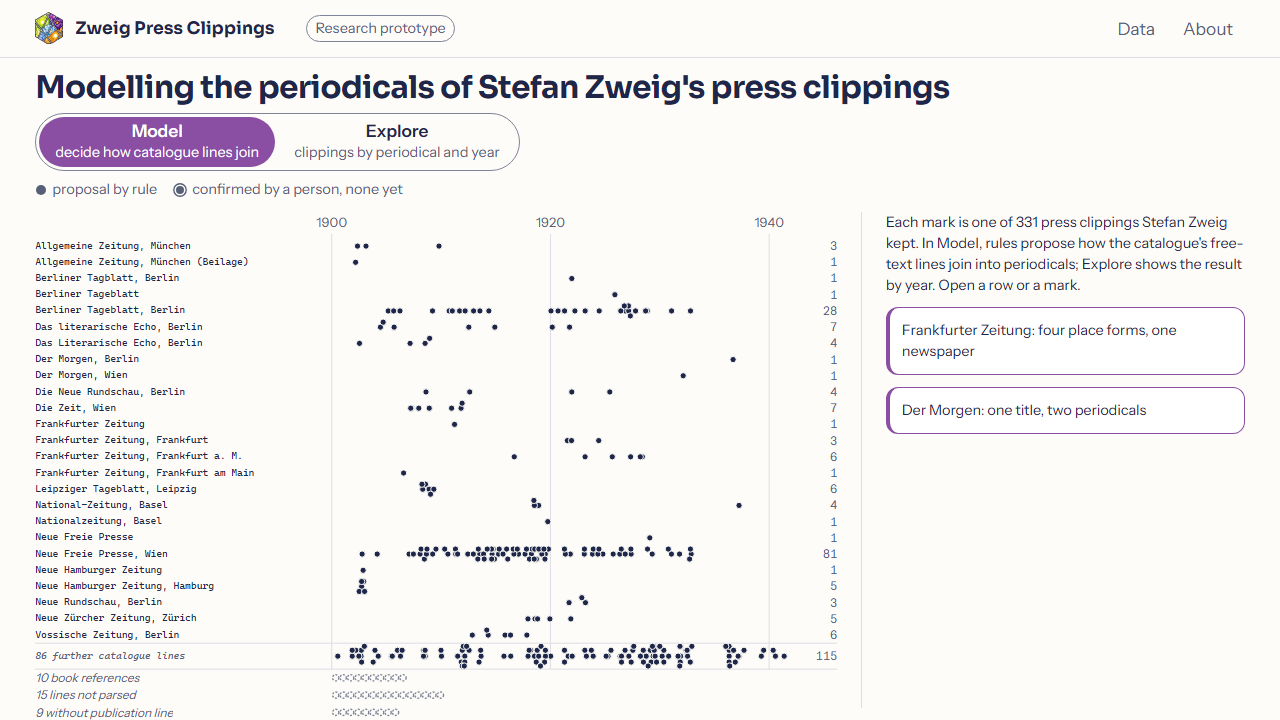 Zweig Press Clippings
Research prototype
Data
About
Modelling the periodicals of Stefan Zweig's press clippings
Model
decide how catalogue lines join
Explore
clippings by periodical and year
proposal by rule
confirmed by a person, none yet
1900
1920
1940
Allgemeine Zeitung, München 3
Allgemeine Zeitung, München (Beilage) 1
Berliner Tagblatt, Berlin 1
Berliner Tageblatt 1
Berliner Tageblatt, Berlin 28
Das literarische Echo, Berlin 7
Das Literarische Echo, Berlin 4
Der Morgen, Berlin 1
Der Morgen, Wien 1
Die Neue Rundschau, Berlin 4
Die Zeit, Wien 7
Frankfurter Zeitung 1
Frankfurter Zeitung, Frankfurt 3
Frankfurter Zeitung, Frankfurt a. M. 6
Frankfurter Zeitung, Frankfurt am Main 1
Leipziger Tageblatt, Leipzig 6
National-Zeitung, Basel 4
Nationalzeitung, Basel 1
Neue Freie Presse 1
Neue Freie Presse, Wien 81
Neue Hamburger Zeitung 1
Neue Hamburger Zeitung, Hamburg 5
Neue Rundschau, Berlin 3
Neue Zürcher Zeitung, Zürich 5
Vossische Zeitung, Berlin 6
86 further catalogue lines 115
10 book references
15 lines not parsed
9 without publication line
Each mark is one of 331 press clippings Stefan Zweig
kept. In Model, rules propose how the catalogue's free-
text lines join into periodicals; Explore shows the result
by year. Open a row or a mark.
Frankfurter Zeitung: four place forms, one
newspaper
Der Morgen: one title, two periodicals